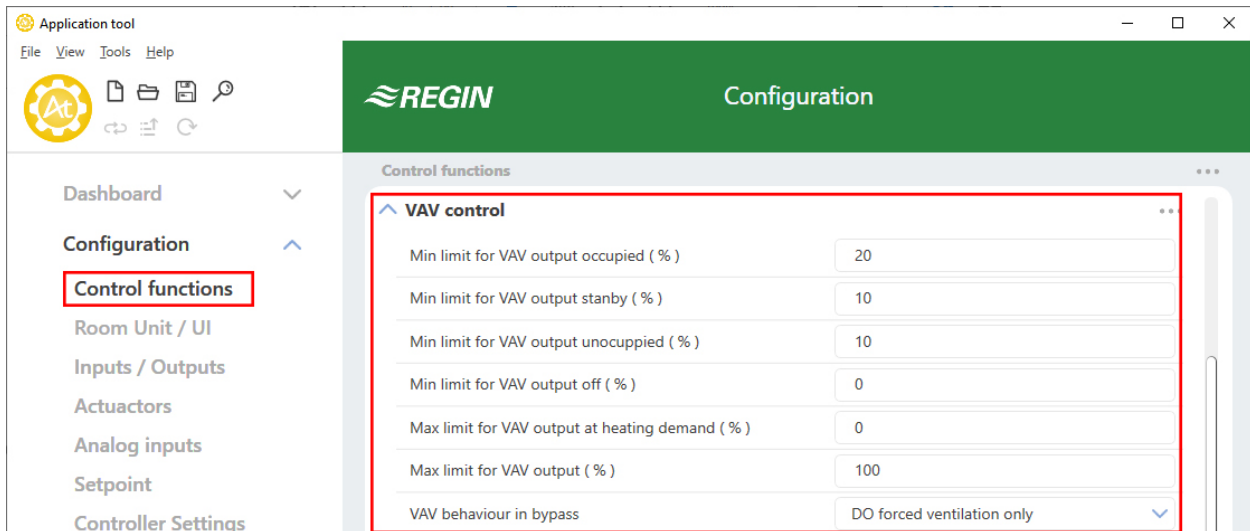 Application tool
File View Tools Help
At
REGIN
Configuration
Dashboard
Configuration
Control functions
Room Unit / UI
Inputs / Outputs
Actuactors
Analog inputs
Setpoint
Controller Settings
Control functions
VAV control
Min limit for VAV output occupied ( % ) 20
Min limit for VAV output stanby ( % ) 10
Min limit for VAV output unocuppied ( % ) 10
Min limit for VAV output off ( % ) 0
Max limit for VAV output at heating demand ( % ) 0
Max limit for VAV output ( % ) 100
VAV behaviour in bypass DO forced ventilation only